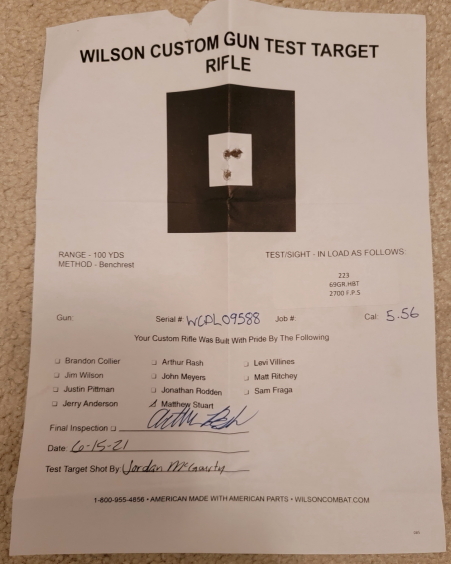 WILSON CUSTOM GUN TEST TARGET
RIFLE
RANGE - 100 YDS
METHOD - Benchrest
TEST/SIGHT - IN LOAD AS FOLLOWS:
223
69GR.HBT
2700 F.P.S
Gun: Serial # WCDL09588 Job #: Cal: 5.56
Your Custom Rifle Was Built With Pride By The Following
❏ Brandon Collier ❏ Arthur Rash ❏ Levi Villines
❏ Jim Wilson ❏ John Meyers ❏ Matt Ritchey
❏ Justin Pittman ❏ Jonathan Rodden ❏ Sam Fraga
❏ Jerry Anderson ❏ Matthew Stuart
Final Inspection ❏
Date: 6-15-21
Test Target Shot By Jordan
1-800-955-4856 • AMERICAN MADE WITH AMERICAN PARTS • WILSONCOMBAT.COM